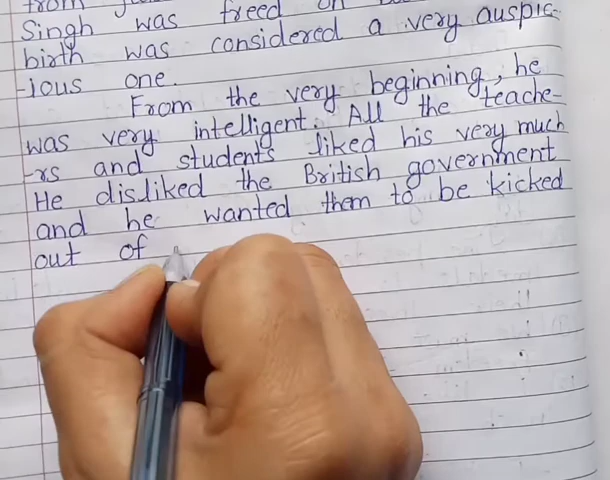 from
Singh was freed on
birth was considered a very auspic-
-ious one.
From the very beginning, he
was very intelligent. All the teache-
-rs and students liked his very much
He disliked the British government
and he wanted them to be kicked
out of